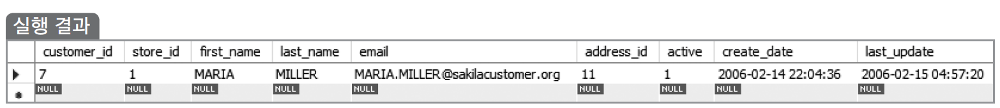 실행 결과
customer_id store_id first_name last_name email address_id active create_date last_update
7 1 MARIA MILLER MARIA.MILLER@sakilacustomer.org 11 1 2006-02-14 22:04:36 2006-02-15 04:57:20
NULL NULL NULL NULL NULL NULL NULL NULL NULL